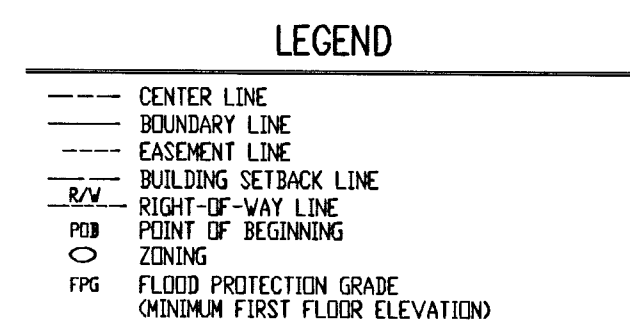 LEGEND
CENTER LINE
BOUNDARY LINE
EASEMENT LINE
BUILDING SETBACK LINE
R/W RIGHT-OF-WAY LINE
POB POINT OF BEGINNING
ZONING
FPG FLOOD PROTECTION GRADE
(MINIMUM FIRST FLOOR ELEVATION)